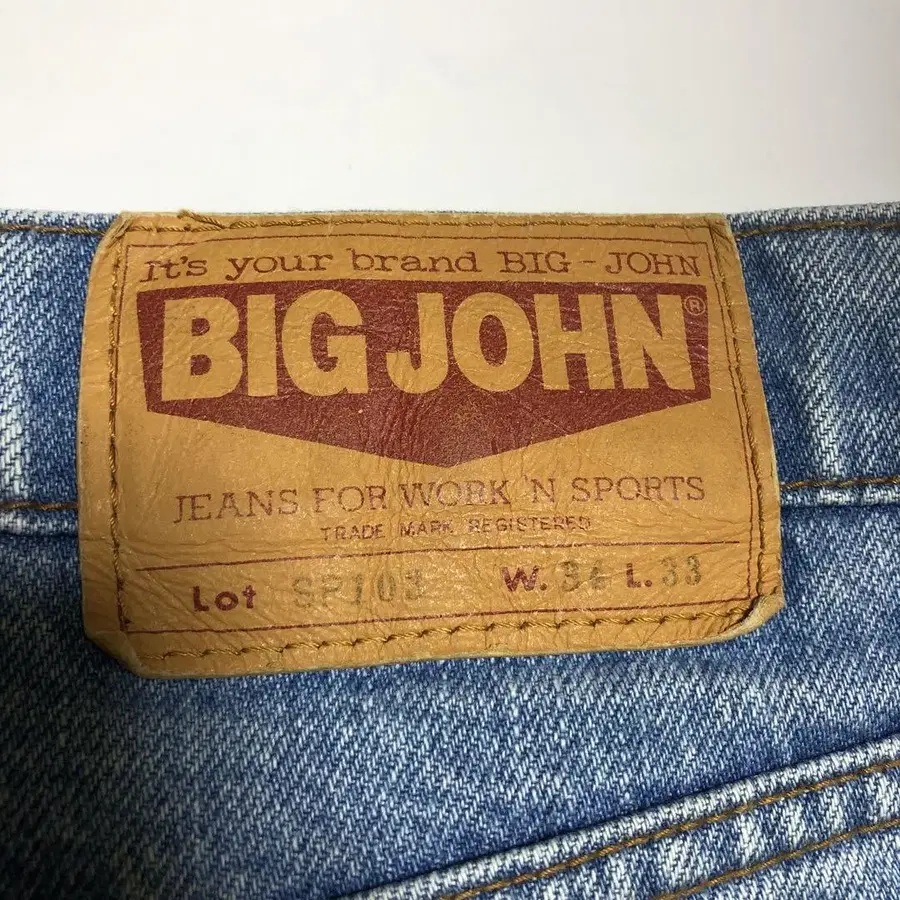 It's your brand BIG-JOHN
BIG JOHN®
JEANS FOR WORK 'N SPORTS
TRADE MARK REGISTERED
Lot SP103 W. 34 L. 33